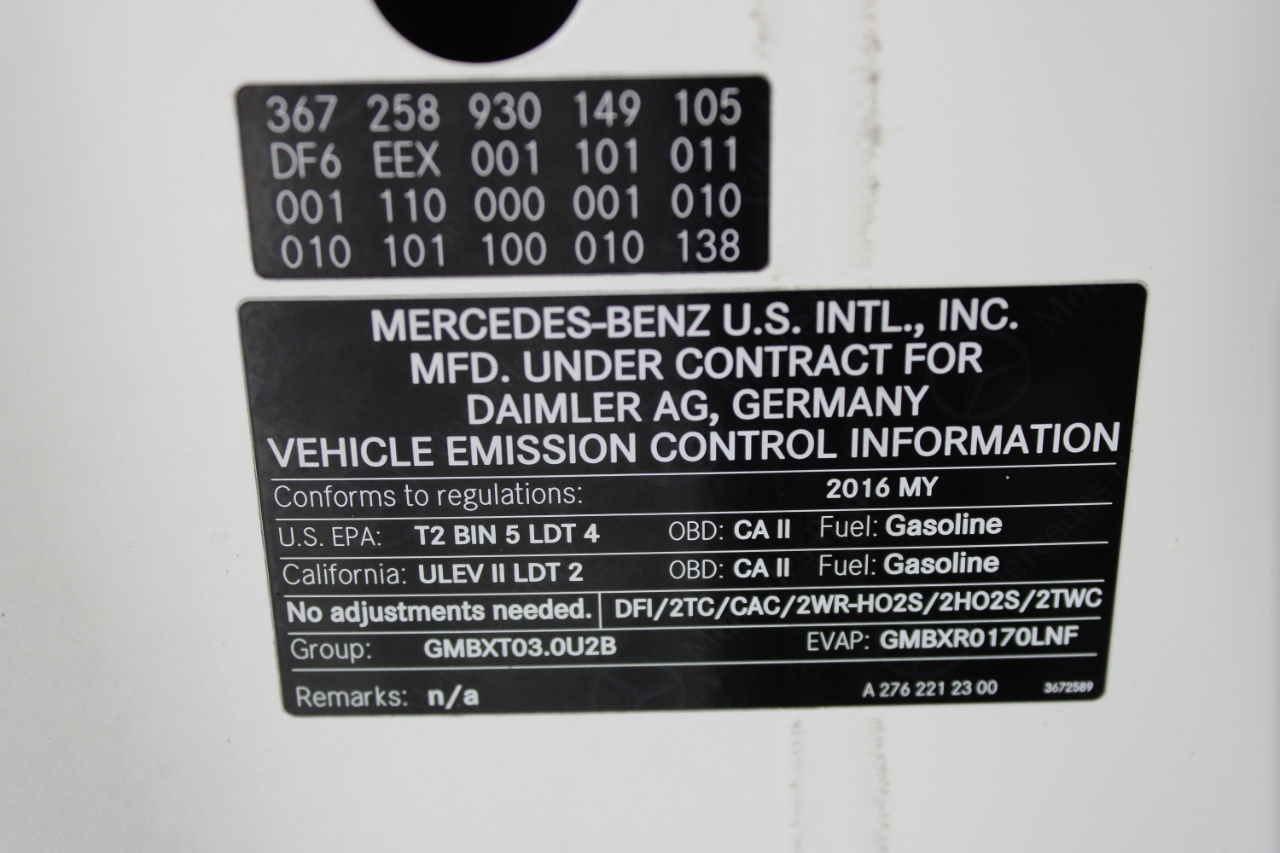 367 258 930 149 105
DF6 EEX 001 101 011
001 110 000 001 010
010 101 100 010 138
MERCEDES-BENZ U.S. INTL., INC.
MFD. UNDER CONTRACT FOR
DAIMLER AG, GERMANY
VEHICLE EMISSION CONTROL INFORMATION
Conforms to regulations: 2016 MY
U.S. EPA: T2 BIN 5 LDT 4 OBD: CA II Fuel: Gasoline
California: ULEV II LDT 2 OBD: CA II Fuel: Gasoline
No adjustments needed. DFI/2TC/CAC/2WR-HO2S/2HO2S/2TWC
Group: GMBXT03.0U2B EVAP: GMBXR0170LNF
Remarks: n/a A 276 221 23 00 3672589